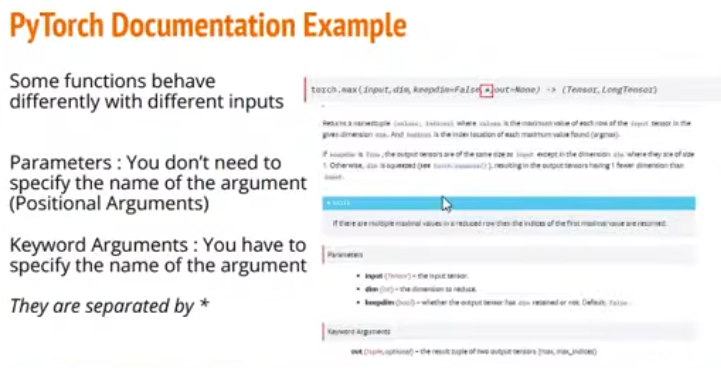 PyTorch Documentation Example
Some functions behave
differently with different inputs
Parameters : You don't need to
specify the name of the argument
(Positional Arguments)
Keyword Arguments : You have to
specify the name of the argument
They are separated by *
torch.max(input, dim, keepdim=False, *, out=None) -> (Tensor, LongTensor)
Returns a namedtuple (values, indices) where values is the maximum value of each row of the input tensor in the
given dimension dim. And indices is the index location of each maximum value found (argmax).
If keepdim is True, the output tensors are of the same size as input except in the dimension dim where they are of size
1. Otherwise, dim is squeezed (see torch.squeeze()), resulting in the output tensors having 1 fewer dimension than
input.
If there are multiple maximal values in a reduced row then the indices of the first maximal value are returned.
Parameters
• input (Tensor) – the input tensor.
• dim (int) – the dimension to reduce.
• keepdim (bool) – whether the output tensor has dim retained or not. Default: False.
Keyword Arguments
out (tuple, optional) – the result tuple of two output tensors (max, max_indices)